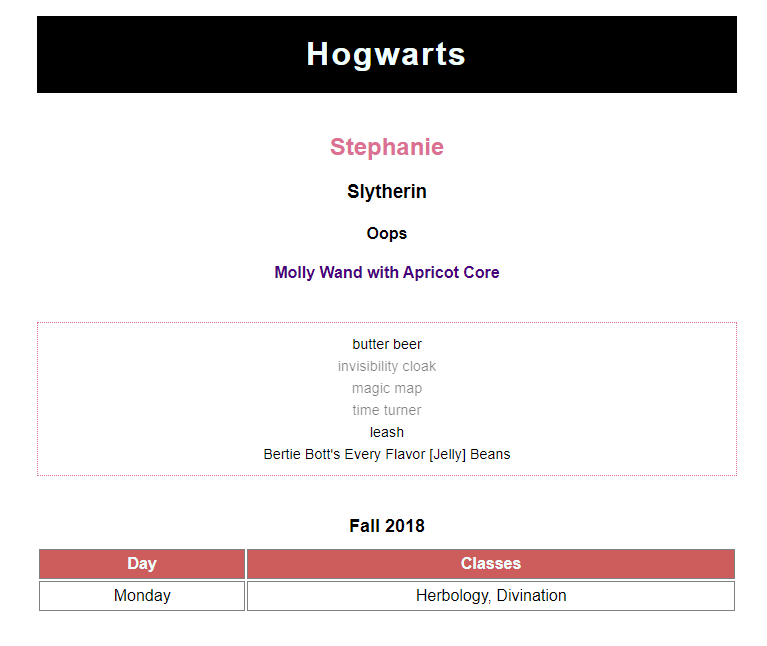 Hogwarts
Stephanie
Slytherin
Oops
Molly Wand with Apricot Core
butter beer
invisibility cloak
magic map
time turner
leash
Bertie Bott's Every Flavor [Jelly] Beans
Fall 2018
Day Classes
Monday Herbology, Divination